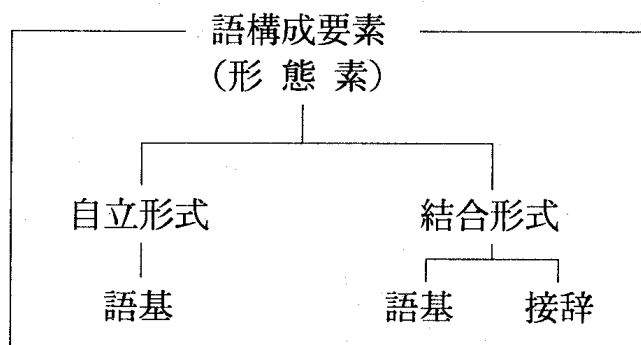 語構成要素
(形態素)
自立形式 結合形式
語基 語基 接辞